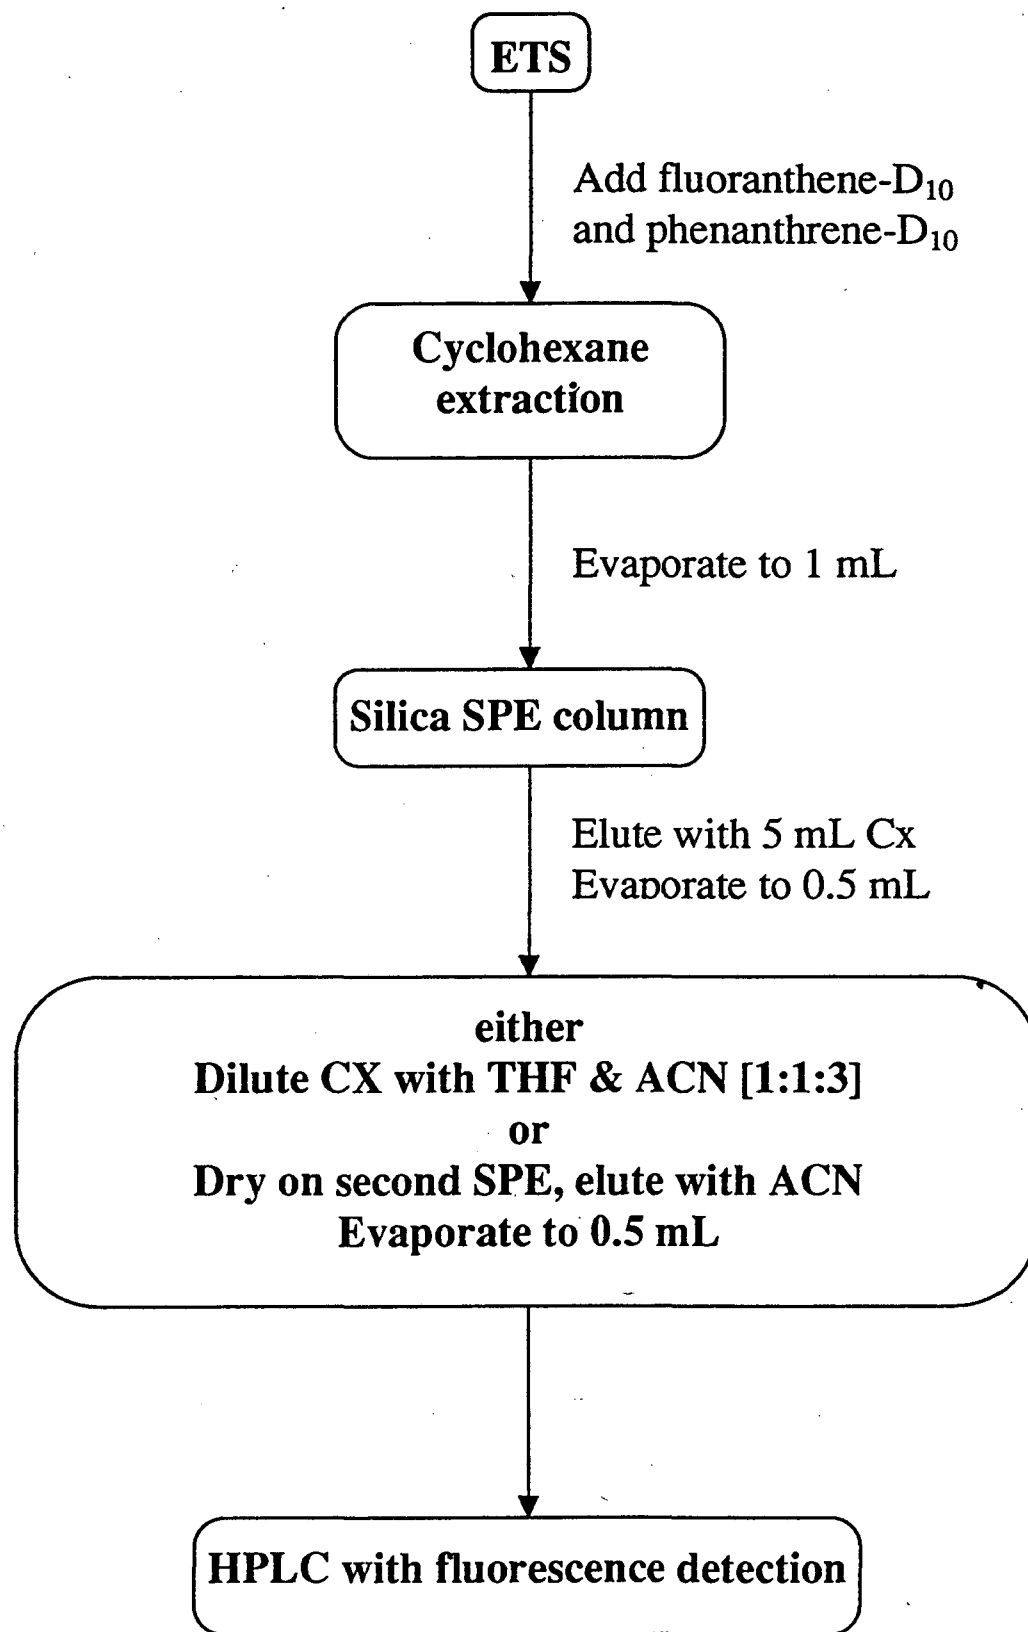 ETS
Add fluoranthene-D₁₀
and phenanthrene-D₁₀
Cyclohexane
extraction
Evaporate to 1 mL
Silica SPE column
Elute with 5 mL Cx
Evaporate to 0.5 mL
either
Dilute CX with THF & ACN [1:1:3]
or
Dry on second SPE, elute with ACN
Evaporate to 0.5 mL
HPLC with fluorescence detection